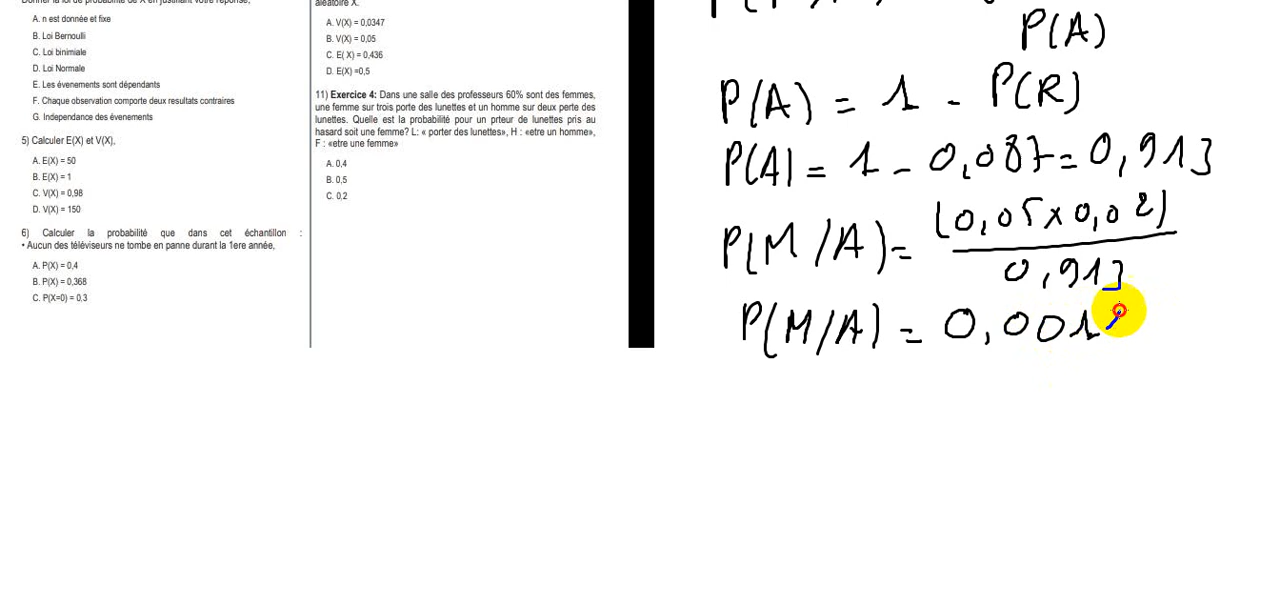 A. n est donnée et fixe
B. Loi Bernoulli
C. Loi binimiale
D. Loi Normale
E. Les évenements sont dépendants
F. Chaque observation comporte deux resultats contraires
G. Independance des évenements
5) Calculer E(X) et V(X),
A. E(X) = 50
B. E(X) = 1
C. V(X) = 0,98
D. V(X) = 150
6) Calculer la probabilité que dans cet échantillon :
• Aucun des téléviseurs ne tombe en panne durant la 1ere année,
A. P(X) = 0,4
B. P(X) = 0,368
C. P(X=0) = 0,3
aléatoire X.
A. V(X) = 0,0347
B. V(X) = 0,05
C. E( X) = 0,436
D. E(X) =0,5
11) Exercice 4: Dans une salle des professeurs 60% sont des femmes,
une femme sur trois porte des lunettes et un homme sur deux perte des
lunettes. Quelle est la probabilité pour un prteur de lunettes pris au
hasard soit une femme? L: « porter des lunettes», H : «etre un homme»,
F : «etre une femme»
A. 0,4
B. 0,5
C. 0,2
P(A)
P(A) = 1 - P(R)
P(A) = 1 - 0,087 = 0,913
P(M/A) = (0,05 x 0,02)
0,913
P(M/A) = 0,001